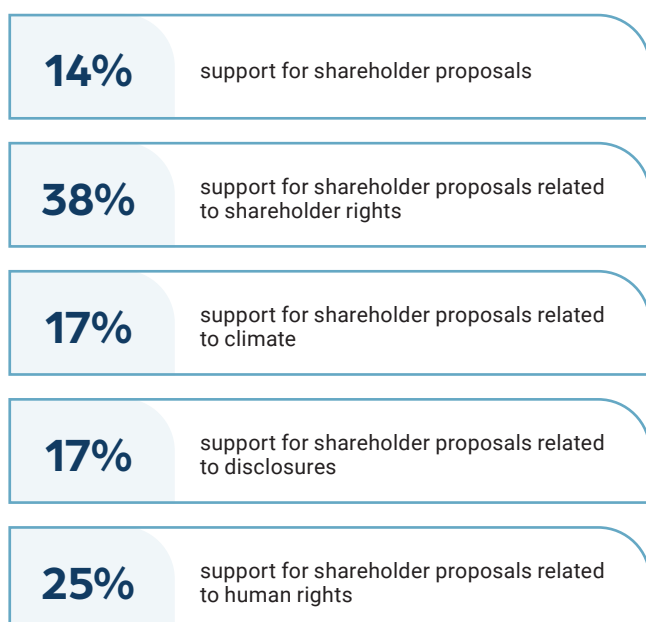 14%
support for shareholder proposals
38%
support for shareholder proposals related
to shareholder rights
17%
support for shareholder proposals related
to climate
17%
support for shareholder proposals related
to disclosures
25%
support for shareholder proposals related
to human rights